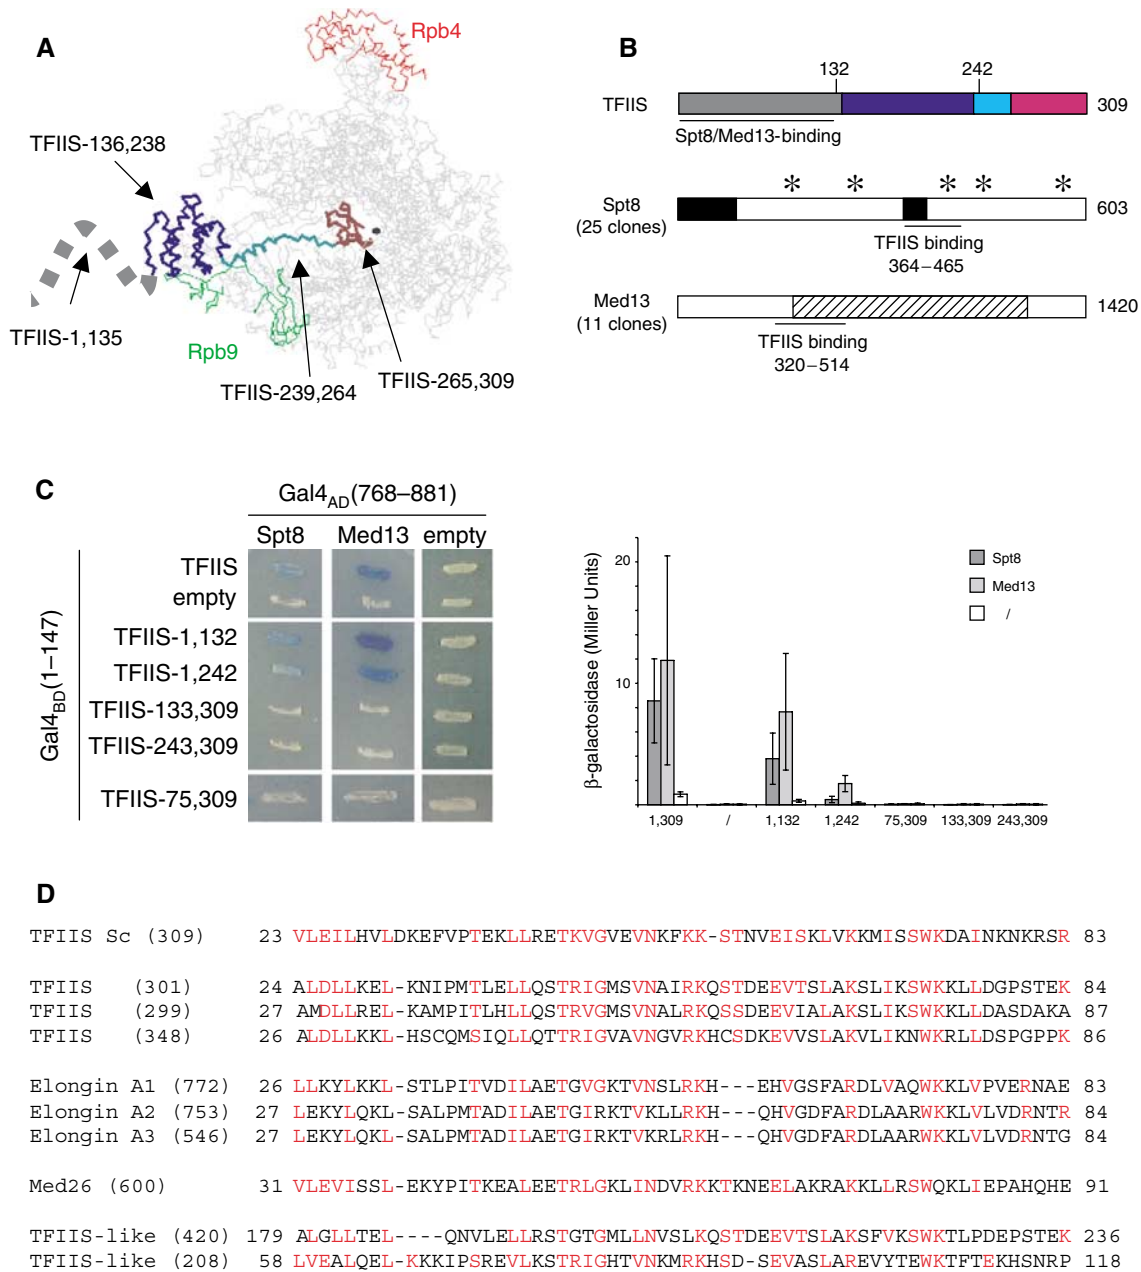 A
Rpb4
TFIIS-136,238
TFIIS-1,135
Rpb9
TFIIS-239,264
TFIIS-265,309
B
132 242
TFIIS 309
Spt8/Med13-binding
* * * * *
Spt8 603
(25 clones)
TFIIS binding
364–465
Med13 1420
(11 clones)
TFIIS binding
320–514
C
Gal4AD(768–881)
Spt8 Med13 empty
Gal4BD(1–147)
TFIIS
empty
TFIIS-1,132
TFIIS-1,242
TFIIS-133,309
TFIIS-243,309
TFIIS-75,309
β-galactosidase (Miller Units)
20
10
Spt8
Med13
/
1,309 / 1,132 1,242 75,309 133,309 243,309
D
TFIIS Sc (309) 23 VLEILHVLDKEFVPTEKLLRETKVGVEVNKFKK-STNVEISKLVKKMISSWKDAINKNKRSR 83
TFIIS (301) 24 ALDLLKEL-KNIPMTLELLQSTRIGMSVNAIRKQSTDEEVTSLAKSLIKSWKKLLDGPSTEK 84
TFIIS (299) 27 AMDLLREL-KAMPITLHLLQSTRVGMSVNALRKQSSDEEVIALAKSLIKSWKKLLDASDAKA 87
TFIIS (348) 26 ALDLLKKL-HSCQMSIQLLQTTRIGVAVNGVRKHCSDKEVVSLAKVLIKNWKRLLDSPGPPK 86
Elongin A1 (772) 26 LLKYLKKL-STLPITVDILAETGVGKTVNSLRKH---EHVGSFARDLVAQWKKLVPVERNAE 83
Elongin A2 (753) 27 LEKYLQKL-SALPMTADILAETGIRKTVKLLRKH---QHVGDFARDLAARWKKLVLVDRNTR 84
Elongin A3 (546) 27 LEKYLQKL-SALPMTADILAETGIRKTVKRLRKH---QHVGDFARDLAARWKKLVLVDRNTG 84
Med26 (600) 31 VLEVISSL-EKYPITKEALEETRLGKLINDVRKKTKNEELAKRAKKLLRSWQKLIEPAHQHE 91
TFIIS-like (420) 179 ALGLLTEL----QNVLELLRSTGTGMLLNVSLKQSTDEEVTSLAKSFVKSWKTLPDEPSTEK 236
TFIIS-like (208) 58 LVEALQEL-KKKIPSREVLKSTRIGHTVNKMRKHSD-SEVASLAREVYTEWKTFTEKHSNRP 118